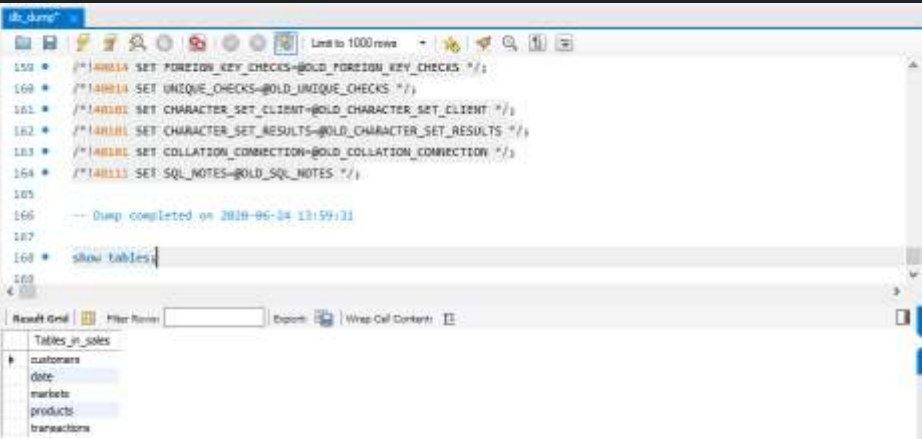 db_dump*
Limit to 1000 rows
159 /*!40014 SET FOREIGN_KEY_CHECKS=@OLD_FOREIGN_KEY_CHECKS */;
160 /*!40014 SET UNIQUE_CHECKS=@OLD_UNIQUE_CHECKS */;
161 /*!40101 SET CHARACTER_SET_CLIENT=@OLD_CHARACTER_SET_CLIENT */;
162 /*!40101 SET CHARACTER_SET_RESULTS=@OLD_CHARACTER_SET_RESULTS */;
163 /*!40101 SET COLLATION_CONNECTION=@OLD_COLLATION_CONNECTION */;
164 /*!40111 SET SQL_NOTES=@OLD_SQL_NOTES */;
165
166 -- Dump completed on 2020-06-24 13:59:31
167
168 show tables;
169
Result Grid Filter Rows: Export: Wrap Cell Content:
Tables_in_sales
customers
date
markets
products
transactions